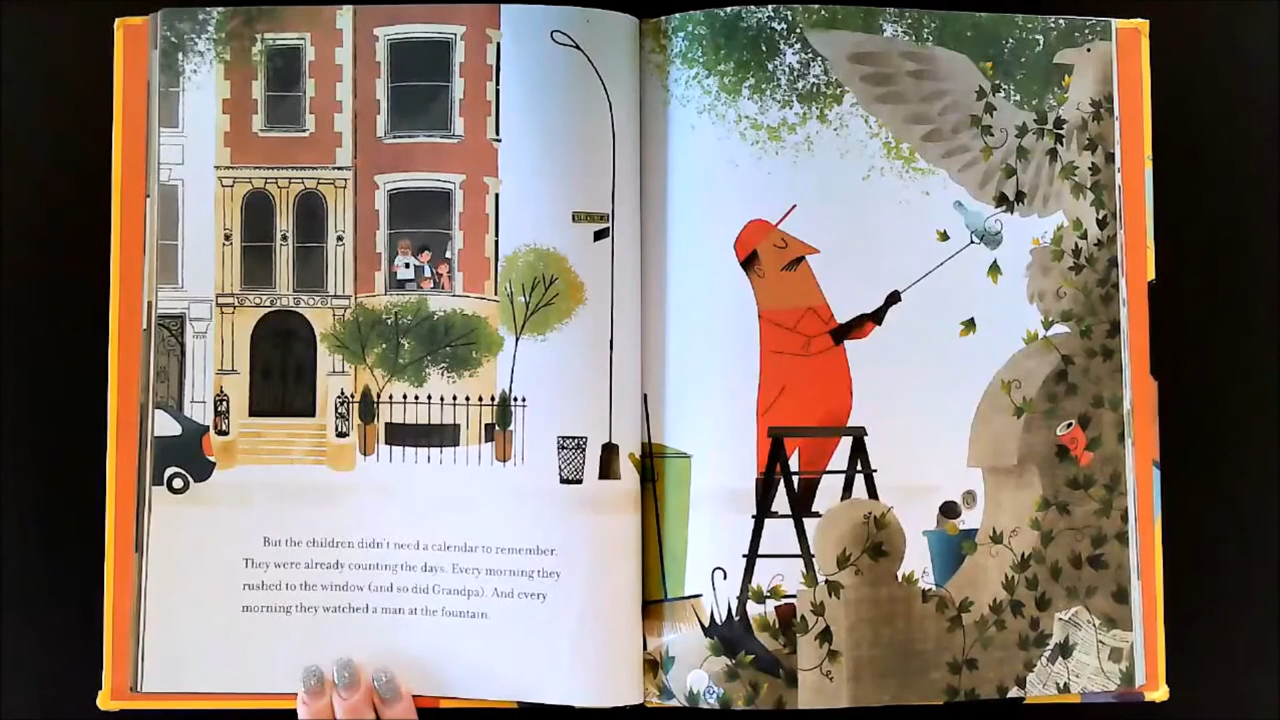 But the children didn't need a calendar to remember.
They were already counting the days. Every morning they
rushed to the window (and so did Grandpa). And every
morning they watched a man at the fountain.